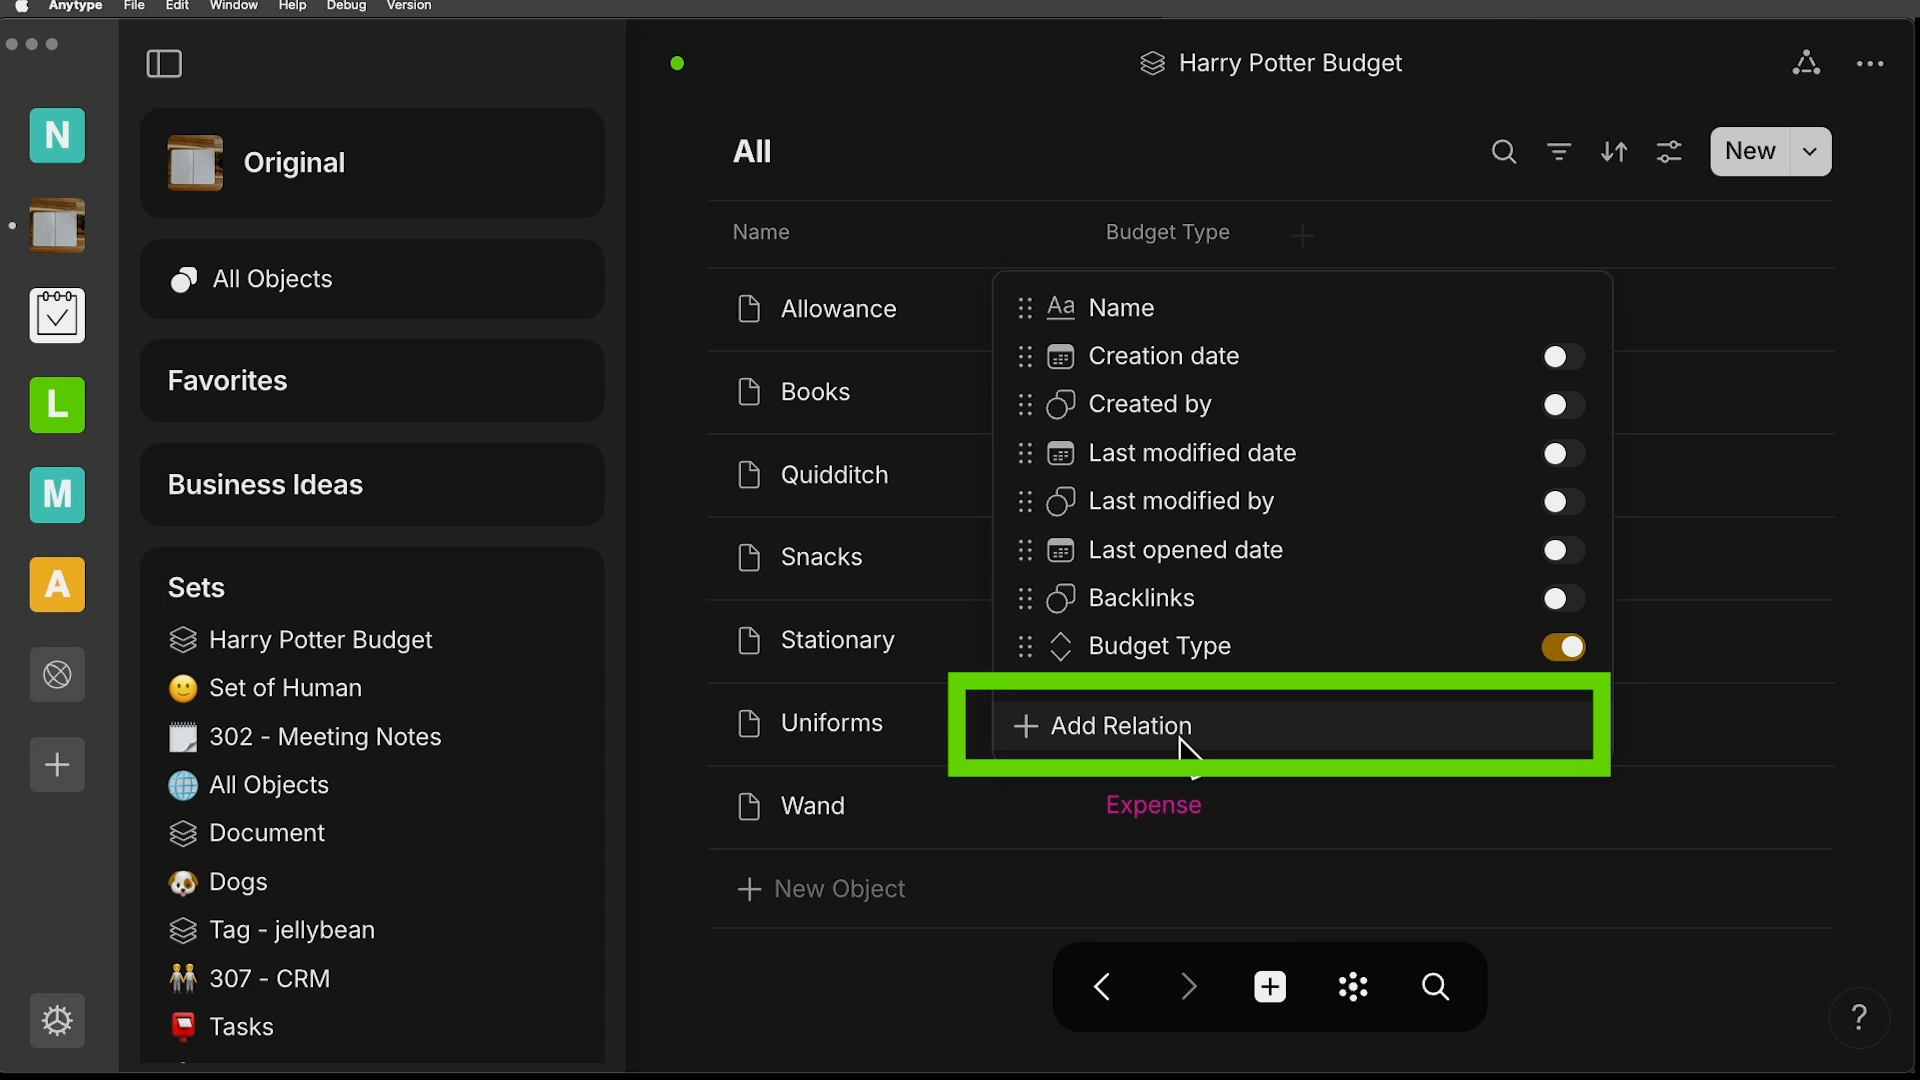 Anytype File Edit Window Help Debug Version
N
L
M
A
Original
All Objects
Favorites
Business Ideas
Sets
Harry Potter Budget
Set of Human
302 - Meeting Notes
All Objects
Document
Dogs
Tag - jellybean
307 - CRM
Tasks
Harry Potter Budget
All
New
Name Budget Type
Allowance
Books
Quidditch
Snacks
Stationary
Uniforms
Wand Expense
New Object
Aa Name
Creation date
Created by
Last modified date
Last modified by
Last opened date
Backlinks
Budget Type
Add Relation
?